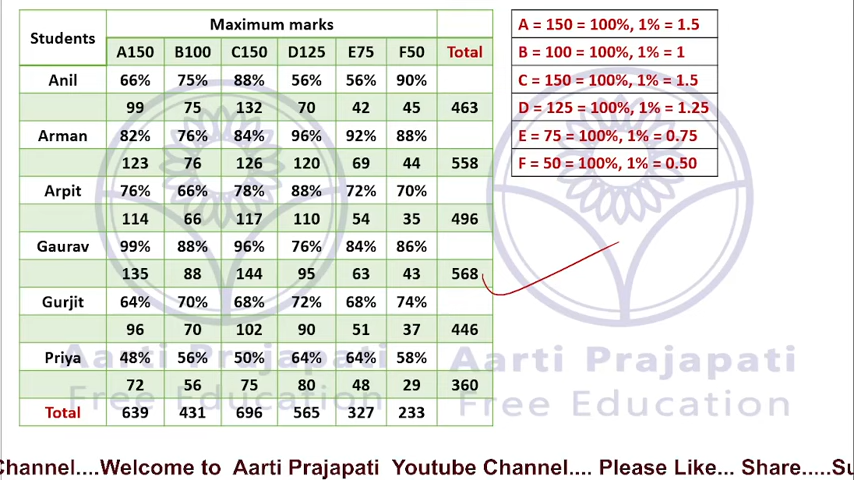 Students Maximum marks
A150 B100 C150 D125 E75 F50 Total
Anil 66% 75% 88% 56% 56% 90%
99 75 132 70 42 45 463
Arman 82% 76% 84% 96% 92% 88%
123 76 126 120 69 44 558
Arpit 76% 66% 78% 88% 72% 70%
114 66 117 110 54 35 496
Gaurav 99% 88% 96% 76% 84% 86%
135 88 144 95 63 43 568
Gurjit 64% 70% 68% 72% 68% 74%
96 70 102 90 51 37 446
Priya 48% 56% 50% 64% 64% 58%
72 56 75 80 48 29 360
Total 639 431 696 565 327 233
A = 150 = 100%, 1% = 1.5
B = 100 = 100%, 1% = 1
C = 150 = 100%, 1% = 1.5
D = 125 = 100%, 1% = 1.25
E = 75 = 100%, 1% = 0.75
F = 50 = 100%, 1% = 0.50
Aarti Prajapati
Free Education
Aarti Prajapati
Free Education
Channel....Welcome to Aarti Prajapati Youtube Channel.... Please Like... Share.....Su